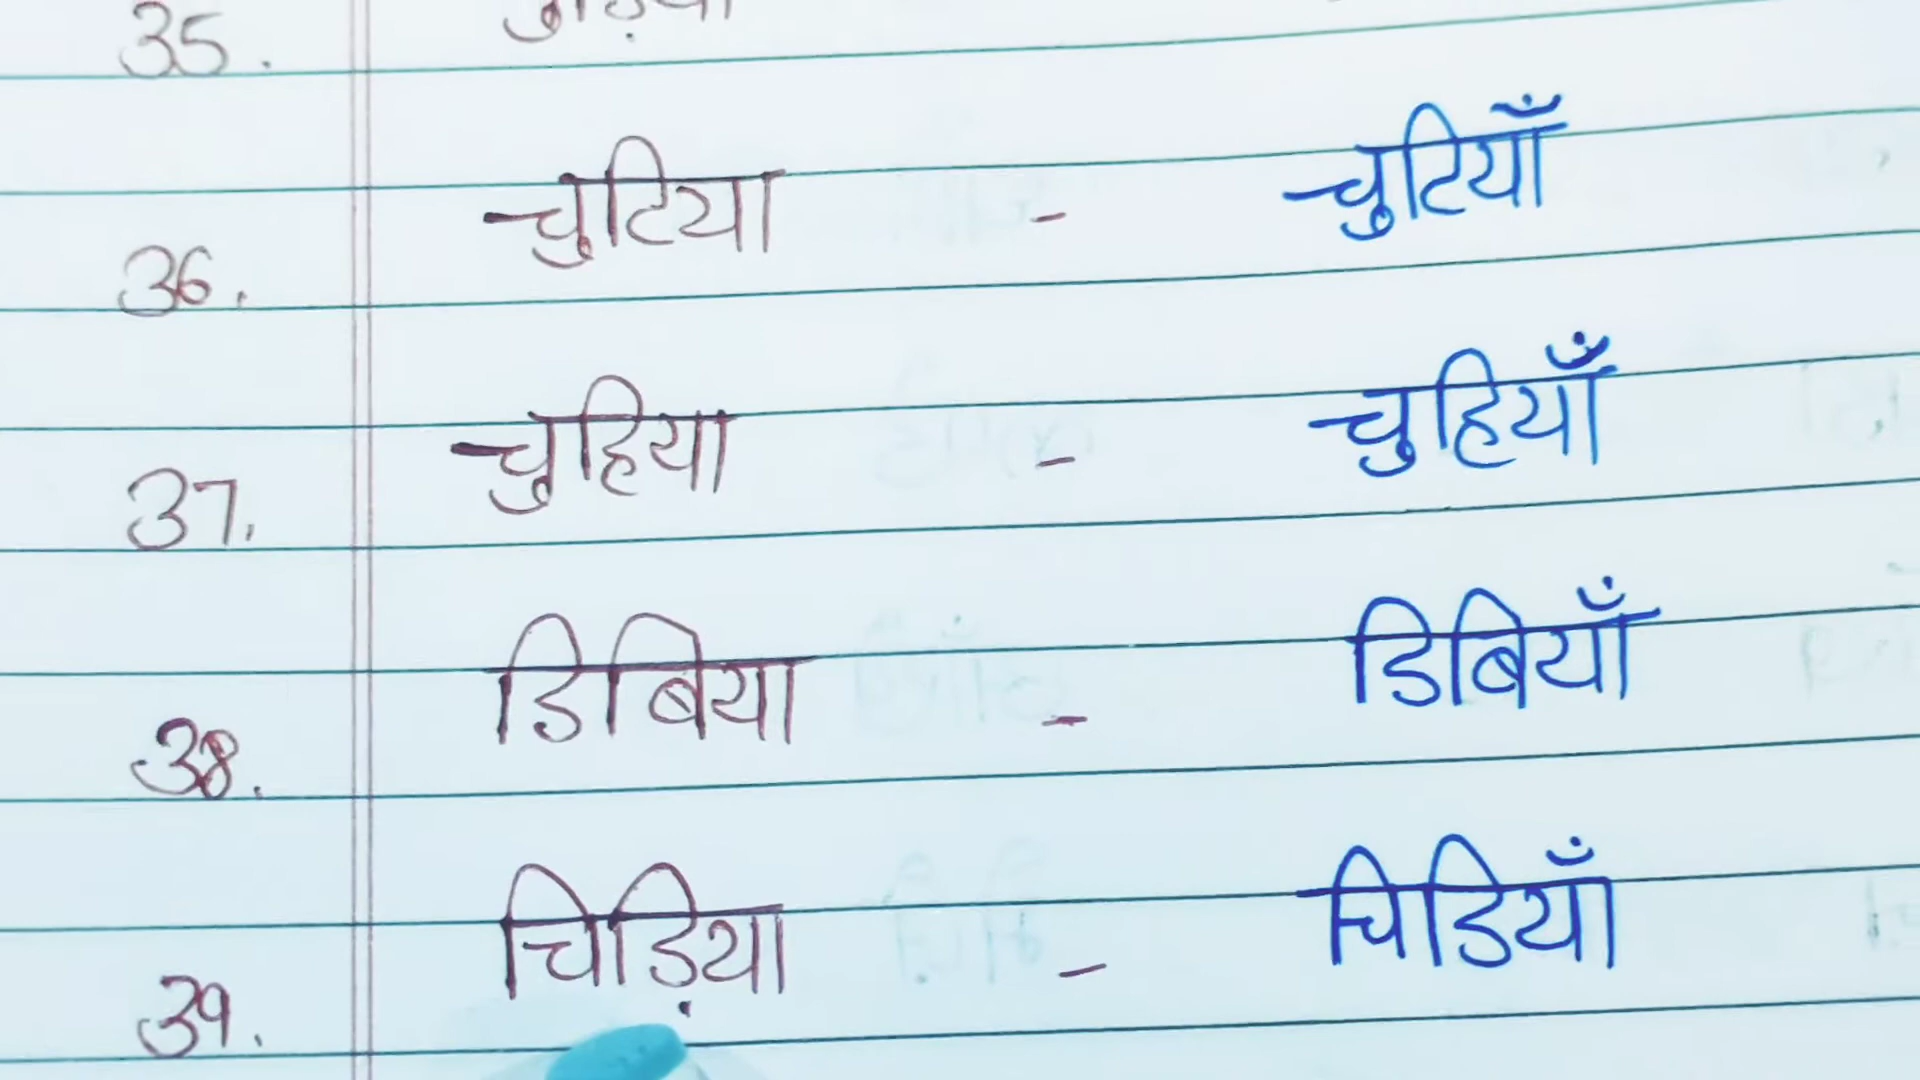 35.
36. चुटिया - चुटियाँ
37. चुहिया - चुहियाँ
38. डिबिया - डिबियाँ
39. चिड़िया - चिडियाँ